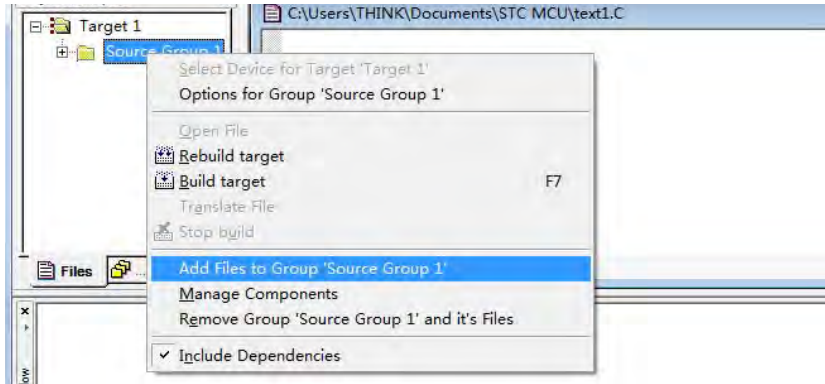 C:\Users\THINK\Documents\STC MCU\text1.C
Target 1
Source Group 1
Select Device for Target 'Target 1'
Options for Group 'Source Group 1'
Open File
Rebuild target
Build target F7
Translate File
Stop build
Add Files to Group 'Source Group 1'
Manage Components
Remove Group 'Source Group 1' and it's Files
Include Dependencies
Files ...